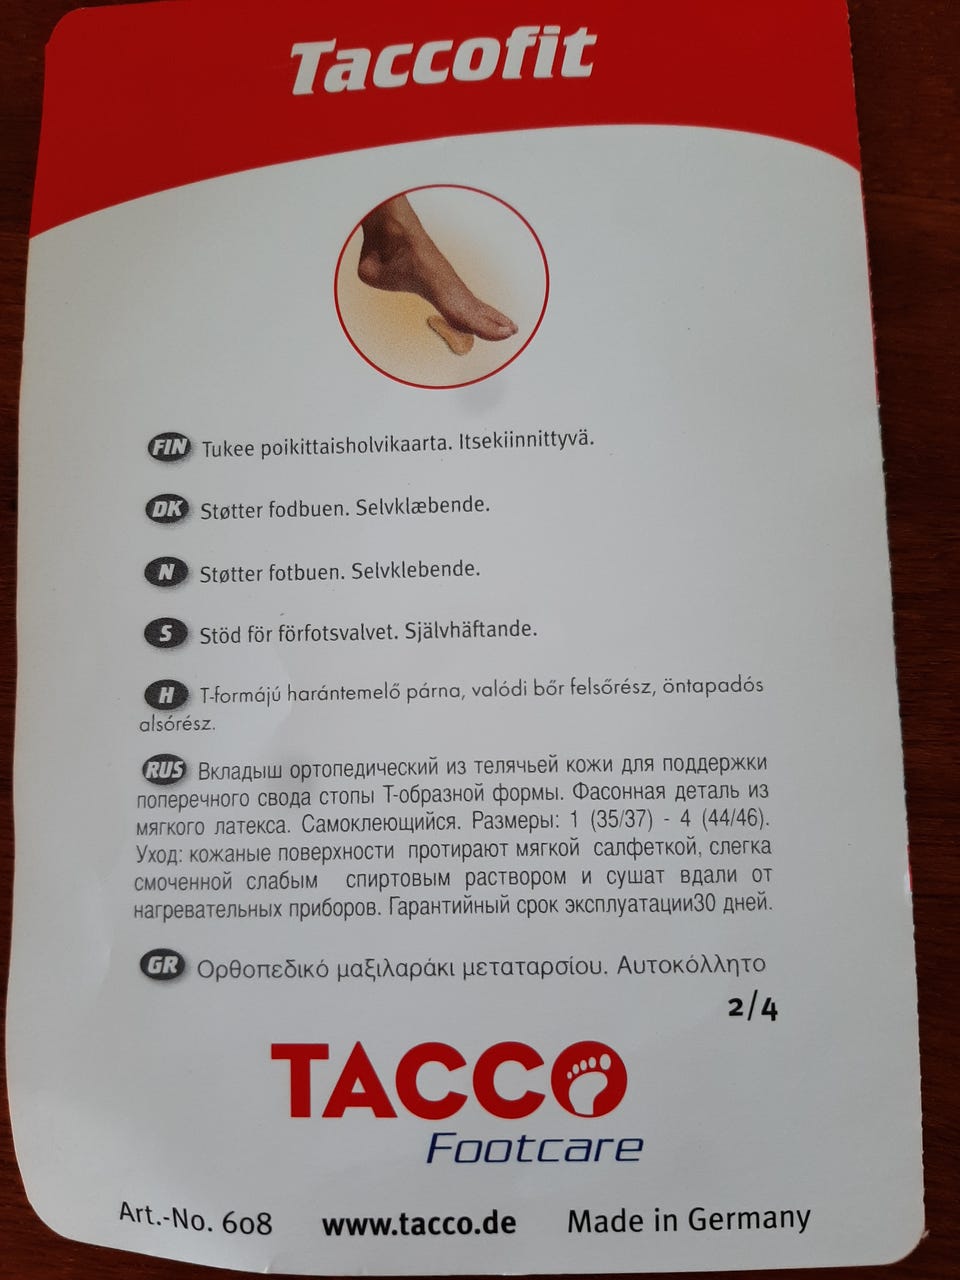 Taccofit
FIN Tukee poikittaisholvikaarta. Itsekiinnittyvä.
DK Støtter fodbuen. Selvklæbende.
N Støtter fotbuen. Selvklebende.
S Stöd för förfotsvalvet. Självhäftande.
H T-formájú harántemelő párna, valódi bőr felsőrész, öntapadós
alsórész.
RUS Вкладыш ортопедический из телячьей кожи для поддержки
поперечного свода стопы Т-образной формы. Фасонная деталь из
мягкого латекса. Самоклеющийся. Размеры: 1 (35/37) - 4 (44/46).
Уход: кожаные поверхности протирают мягкой салфеткой, слегка
смоченной слабым спиртовым раствором и сушат вдали от
нагревательных приборов. Гарантийный срок эксплуатации30 дней.
GR Ορθοπεδικό μαξιλαράκι μεταταρσίου. Αυτοκόλλητο
2/4
TACCO
Footcare
Art.-No. 608 www.tacco.de Made in Germany